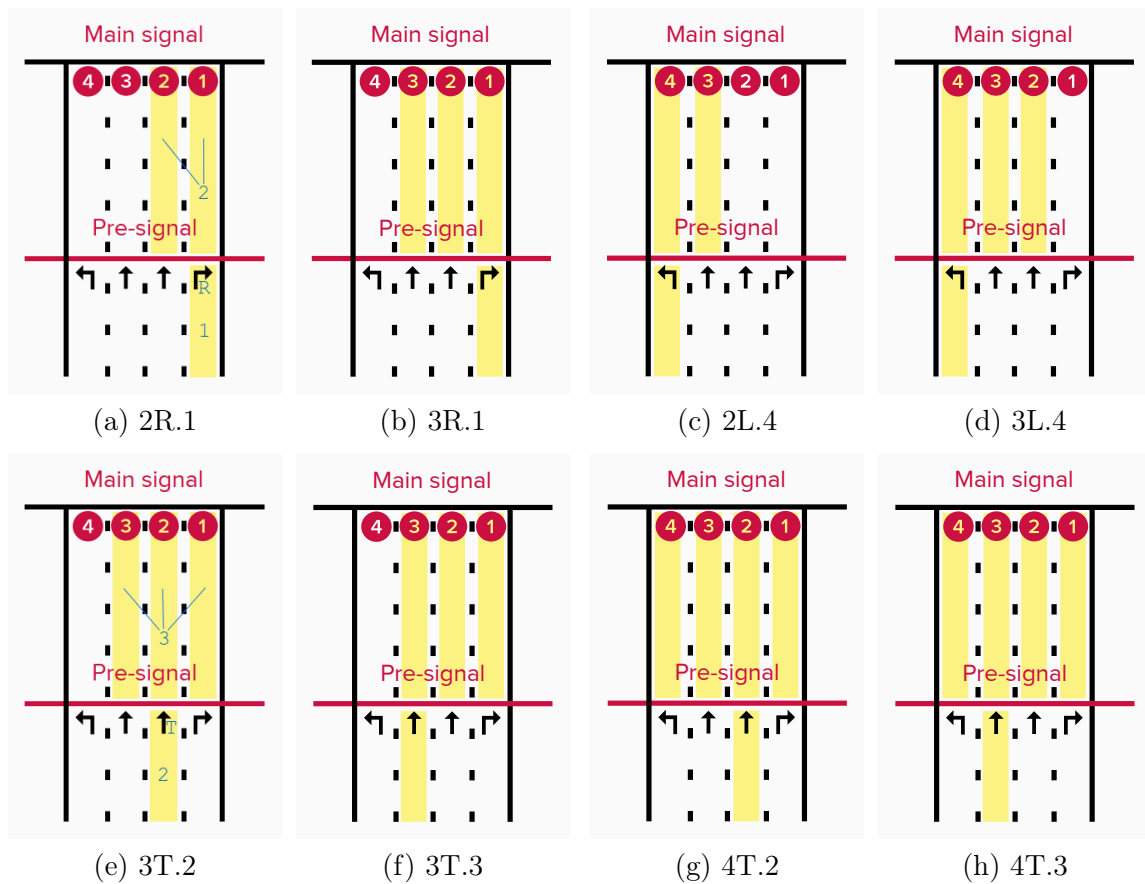 Main signal Main signal Main signal Main signal
4 3 2 1 4 3 2 1 4 3 2 1 4 3 2 1
2
Pre-signal Pre-signal Pre-signal Pre-signal
R
1
(a) 2R.1 (b) 3R.1 (c) 2L.4 (d) 3L.4
Main signal Main signal Main signal Main signal
4 3 2 1 4 3 2 1 4 3 2 1 4 3 2 1
3
Pre-signal Pre-signal Pre-signal Pre-signal
T
2
(e) 3T.2 (f) 3T.3 (g) 4T.2 (h) 4T.3